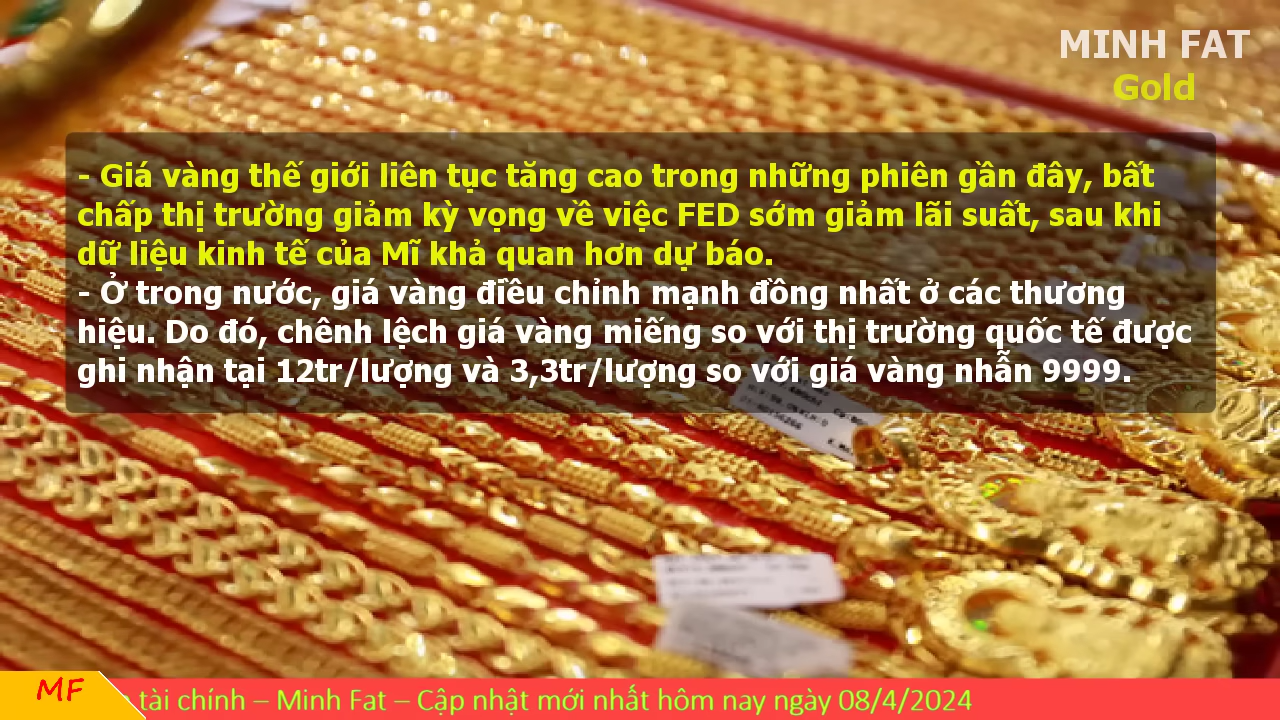 MINH FAT
Gold
- Giá vàng thế giới liên tục tăng cao trong những phiên gần đây, bất
chấp thị trường giảm kỳ vọng về việc FED sớm giảm lãi suất, sau khi
dữ liệu kinh tế của Mĩ khả quan hơn dự báo.
- Ở trong nước, giá vàng điều chỉnh mạnh đồng nhất ở các thương
hiệu. Do đó, chênh lệch giá vàng miếng so với thị trường quốc tế được
ghi nhận tại 12tr/lượng và 3,3tr/lượng so với giá vàng nhẫn 9999.
MF
tài chính – Minh Fat – Cập nhật mới nhất hôm nay ngày 08/4/2024